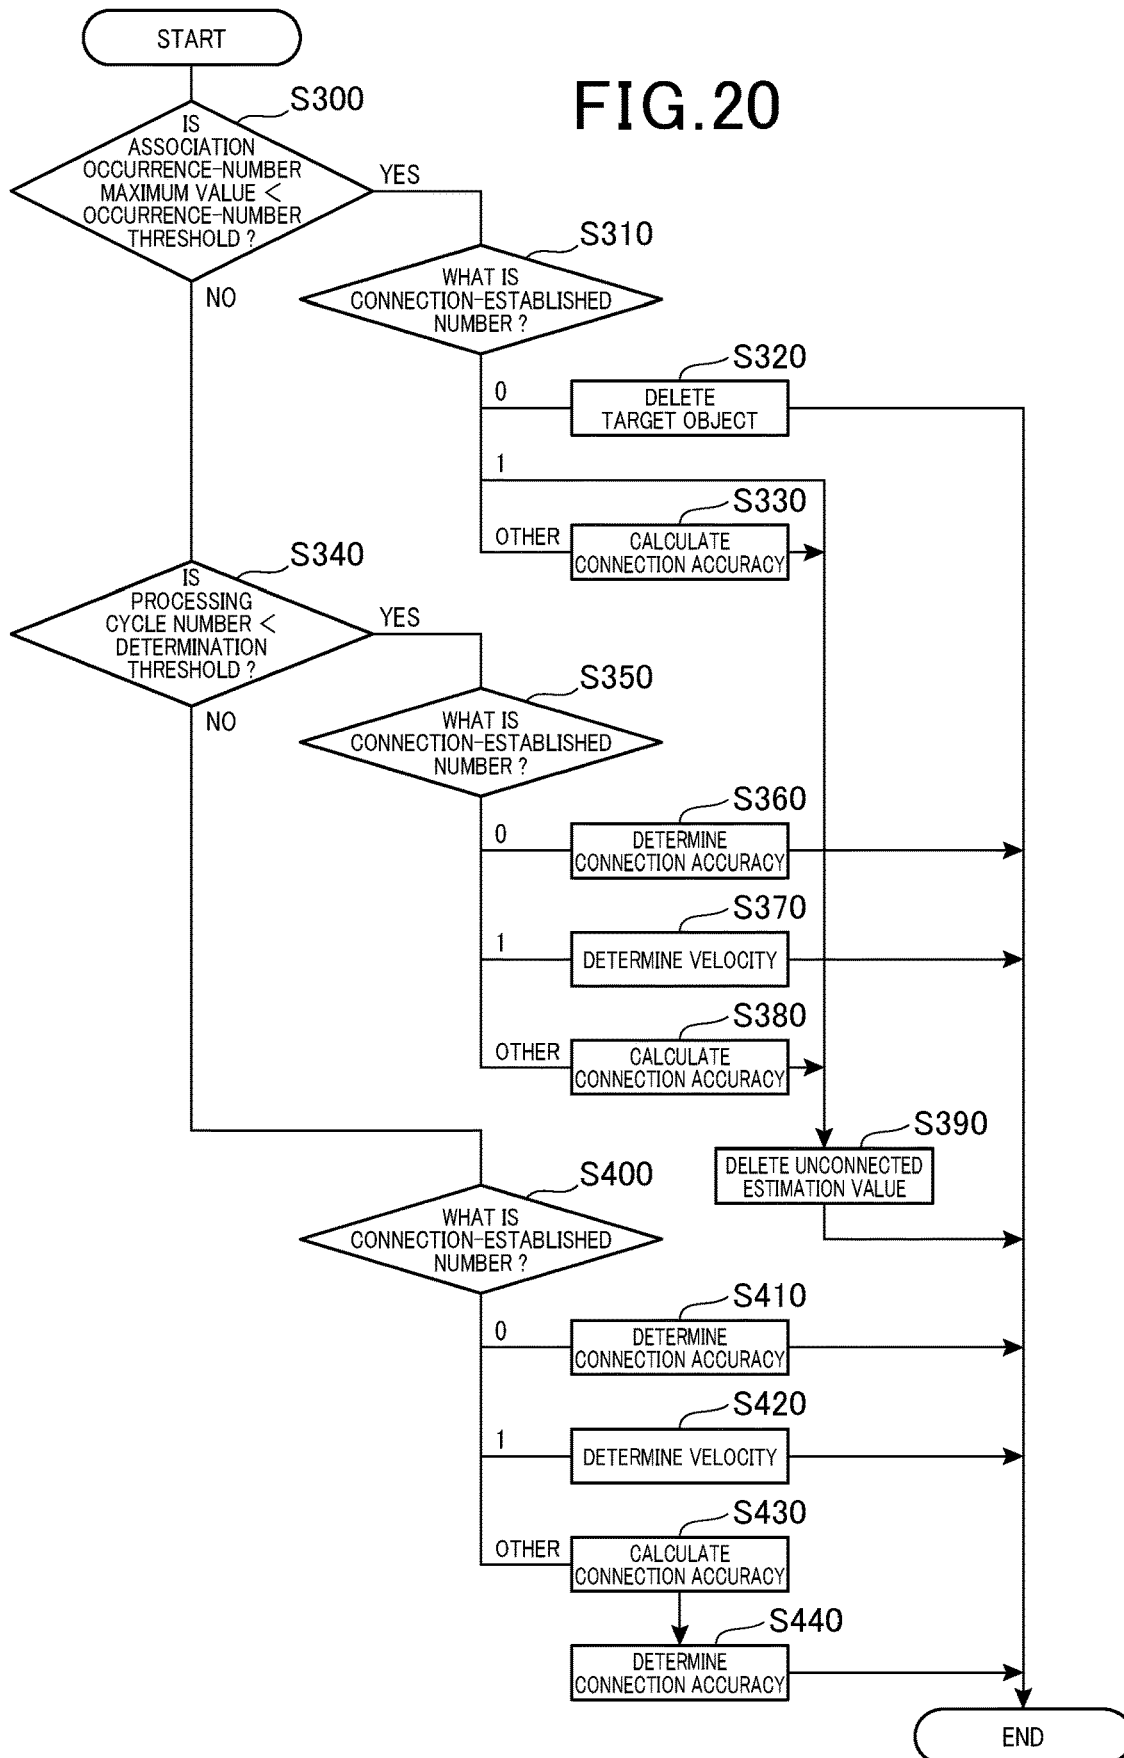 START
FIG.20
S300
IS
ASSOCIATION
OCCURRENCE-NUMBER
MAXIMUM VALUE <
OCCURRENCE-NUMBER
THRESHOLD ?
YES
NO
S310
WHAT IS
CONNECTION-ESTABLISHED
NUMBER ?
0
S320
DELETE
TARGET OBJECT
1
OTHER
S330
CALCULATE
CONNECTION ACCURACY
S340
IS
PROCESSING
CYCLE NUMBER <
DETERMINATION
THRESHOLD ?
YES
NO
S350
WHAT IS
CONNECTION-ESTABLISHED
NUMBER ?
0
S360
DETERMINE
CONNECTION ACCURACY
1
S370
DETERMINE VELOCITY
OTHER
S380
CALCULATE
CONNECTION ACCURACY
S390
DELETE UNCONNECTED
ESTIMATION VALUE
S400
WHAT IS
CONNECTION-ESTABLISHED
NUMBER ?
0
S410
DETERMINE
CONNECTION ACCURACY
1
S420
DETERMINE VELOCITY
OTHER
S430
CALCULATE
CONNECTION ACCURACY
S440
DETERMINE
CONNECTION ACCURACY
END